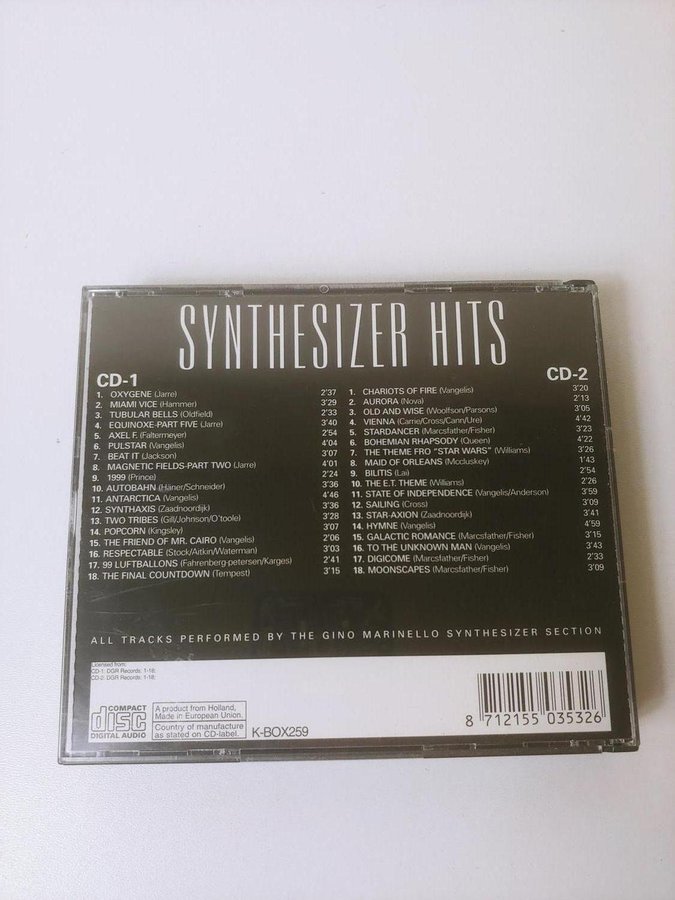 SYNTHESIZER HITS
CD-1
1. OXYGENE (Jarre) 2'37
2. MIAMI VICE (Hammer) 3'29
3. TUBULAR BELLS (Oldfield) 2'33
4. EQUINOXE-PART FIVE (Jarre) 3'40
5. AXEL F. (Faltermeyer) 2'54
6. PULSTAR (Vangelis) 4'04
7. BEAT IT (Jackson) 3'07
8. MAGNETIC FIELDS-PART TWO (Jarre) 4'01
9. 1999 (Prince) 2'24
10. AUTOBAHN (Häner/Schneider) 3'36
11. ANTARCTICA (Vangelis) 4'46
12. SYNTHAXIS (Zaadnoordijk) 3'36
13. TWO TRIBES (Gill/Johnson/O'toole) 3'28
14. POPCORN (Kingsley) 3'07
15. THE FRIEND OF MR. CAIRO (Vangelis) 2'06
16. RESPECTABLE (Stock/Aitkin/Waterman) 3'03
17. 99 LUFTBALLONS (Fahrenberg-petersen/Karges) 2'41
18. THE FINAL COUNTDOWN (Tempest) 3'15
CD-2
1. CHARIOTS OF FIRE (Vangelis) 3'20
2. AURORA (Nova) 2'13
3. OLD AND WISE (Woolfson/Parsons) 3'05
4. VIENNA (Carrie/Cross/Cann/Ure) 4'42
5. STARDANCER (Marcsfather/Fisher) 3'23
6. BOHEMIAN RHAPSODY (Queen) 4'22
7. THE THEME FRO "STAR WARS" (Williams) 3'26
8. MAID OF ORLEANS (Mccluskey) 1'43
9. BILITIS (Lai) 2'54
10. THE E.T. THEME (Williams) 2'26
11. STATE OF INDEPENDENCE (Vangelis/Anderson) 3'59
12. SAILING (Cross) 3'09
13. STAR-AXION (Zaadnoordijk) 3'41
14. HYMNE (Vangelis) 4'59
15. GALACTIC ROMANCE (Marcsfather/Fisher) 3'15
16. TO THE UNKNOWN MAN (Vangelis) 3'43
17. DIGICOME (Marcsfather/Fisher) 2'33
18. MOONSCAPES (Marcsfather/Fisher) 3'09
ALL TRACKS PERFORMED BY THE GINO MARINELLO SYNTHESIZER SECTION
Licensed from:
CD-1: DGR Records: 1-18;
CD-2: DGR Records: 1-18;
COMPACT
disc
DIGITAL AUDIO
A product from Holland,
Made in European Union.
Country of manufacture
as stated on CD-label.
K-BOX259
8 712155 035326